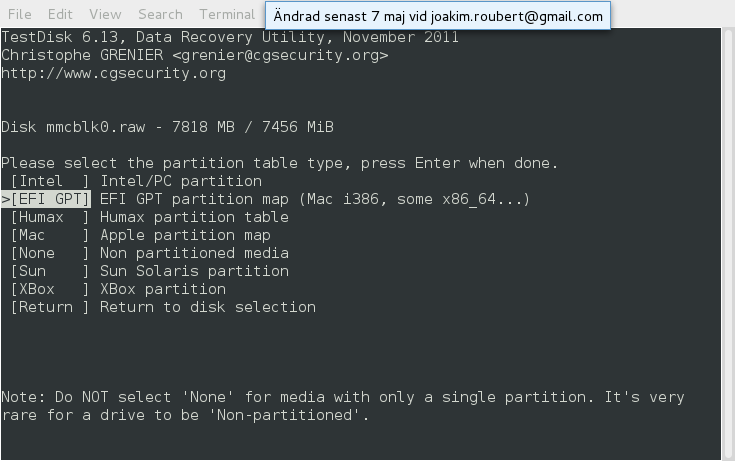 File Edit View Search Terminal
Ändrad senast 7 maj vid joakim.roubert@gmail.com
TestDisk 6.13, Data Recovery Utility, November 2011
Christophe GRENIER <grenier@cgsecurity.org>
http://www.cgsecurity.org
Disk mmcblk0.raw - 7818 MB / 7456 MiB
Please select the partition table type, press Enter when done.
[Intel  ] Intel/PC partition
>[EFI GPT] EFI GPT partition map (Mac i386, some x86_64...)
[Humax  ] Humax partition table
[Mac    ] Apple partition map
[None   ] Non partitioned media
[Sun    ] Sun Solaris partition
[XBox   ] XBox partition
[Return ] Return to disk selection
Note: Do NOT select 'None' for media with only a single partition. It's very
rare for a drive to be 'Non-partitioned'.